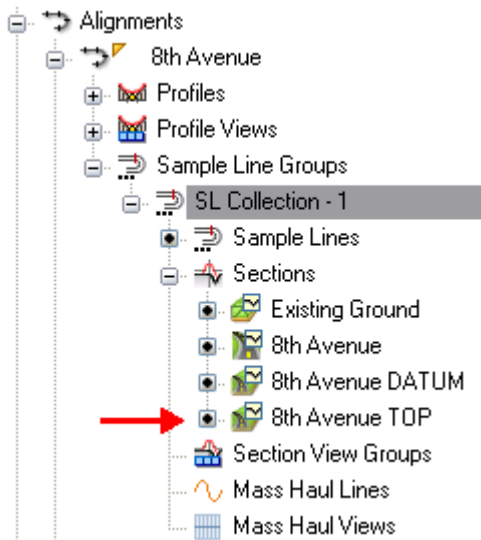 Alignments
8th Avenue
Profiles
Profile Views
Sample Line Groups
SL Collection - 1
Sample Lines
Sections
Existing Ground
8th Avenue
8th Avenue DATUM
8th Avenue TOP
Section View Groups
Mass Haul Lines
Mass Haul Views